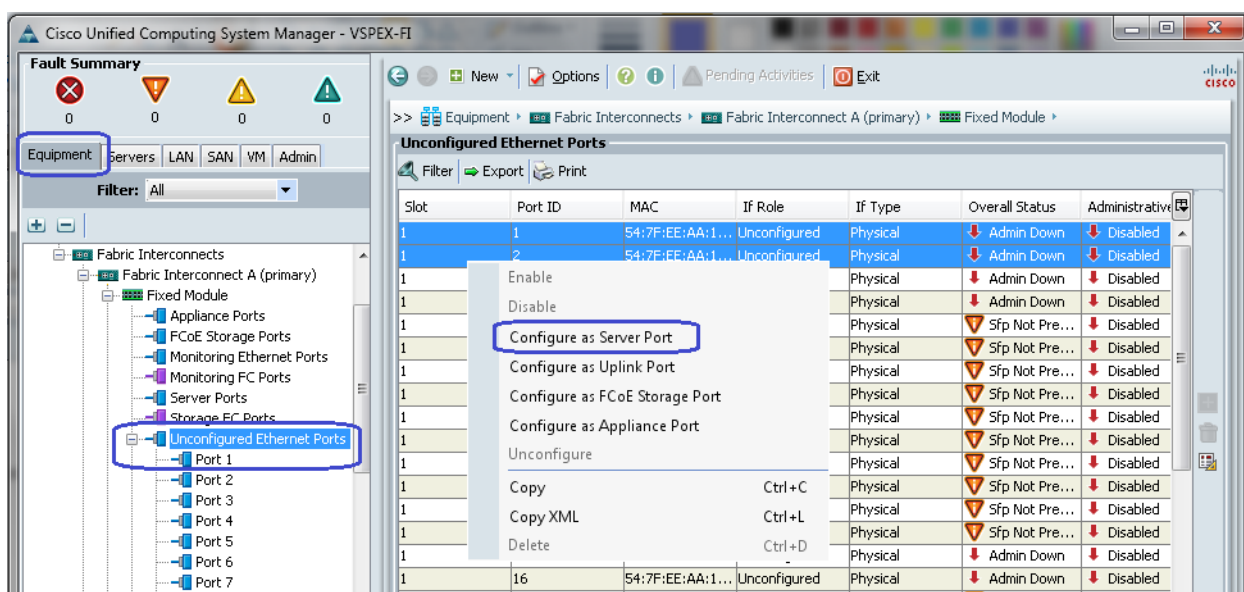 Cisco Unified Computing System Manager - VSPEX-FI
Fault Summary
0 0 0 0
Equipment Servers LAN SAN VM Admin
Filter: All
Fabric Interconnects
Fabric Interconnect A (primary)
Fixed Module
Appliance Ports
FCoE Storage Ports
Monitoring Ethernet Ports
Monitoring FC Ports
Server Ports
Storage FC Ports
Unconfigured Ethernet Ports
Port 1
Port 2
Port 3
Port 4
Port 5
Port 6
Port 7
New Options Pending Activities Exit
CISCO
>> Equipment Fabric Interconnects Fabric Interconnect A (primary) Fixed Module
Unconfigured Ethernet Ports
Filter Export Print
Slot Port ID MAC If Role If Type Overall Status Administrative
1 1 54:7F:EE:AA:1... Unconfigured Physical Admin Down Disabled
1 2 54:7F:EE:AA:1... Unconfigured Physical Admin Down Disabled
1 Physical Admin Down Disabled
1 Physical Admin Down Disabled
1 Physical Sfp Not Pre... Disabled
1 Physical Sfp Not Pre... Disabled
1 Physical Sfp Not Pre... Disabled
1 Physical Sfp Not Pre... Disabled
1 Physical Sfp Not Pre... Disabled
1 Physical Sfp Not Pre... Disabled
1 Physical Sfp Not Pre... Disabled
1 Physical Sfp Not Pre... Disabled
1 Physical Sfp Not Pre... Disabled
1 Physical Sfp Not Pre... Disabled
1 Physical Admin Down Disabled
1 16 54:7F:EE:AA:1... Unconfigured Physical Admin Down Disabled
Enable
Disable
Configure as Server Port
Configure as Uplink Port
Configure as FCoE Storage Port
Configure as Appliance Port
Unconfigure
Copy Ctrl+C
Copy XML Ctrl+L
Delete Ctrl+D